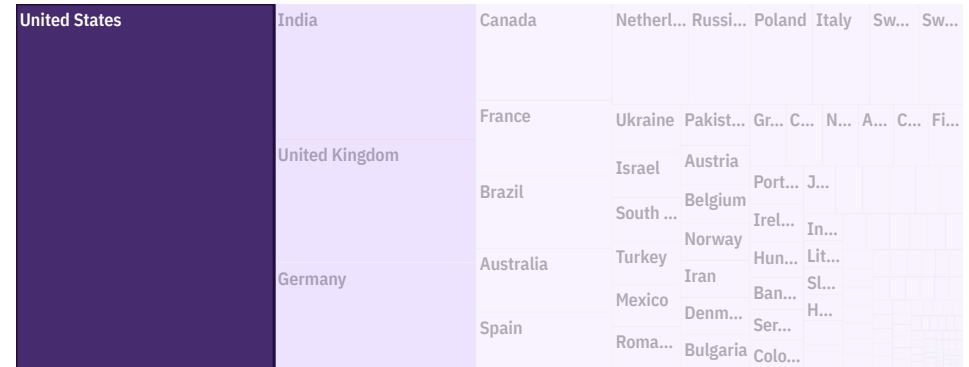 United States
India
United Kingdom
Germany
Canada
France
Brazil
Australia
Spain
Netherl...
Russi...
Poland
Italy
Sw...
Sw...
Ukraine
Israel
South ...
Turkey
Mexico
Roma...
Pakist...
Austria
Belgium
Norway
Iran
Denm...
Bulgaria
Gr...
C...
N...
A...
C...
Fi...
Port...
Irel...
Hun...
Ban...
Ser...
Colo...
J...
In...
Lit...
Sl...
H...